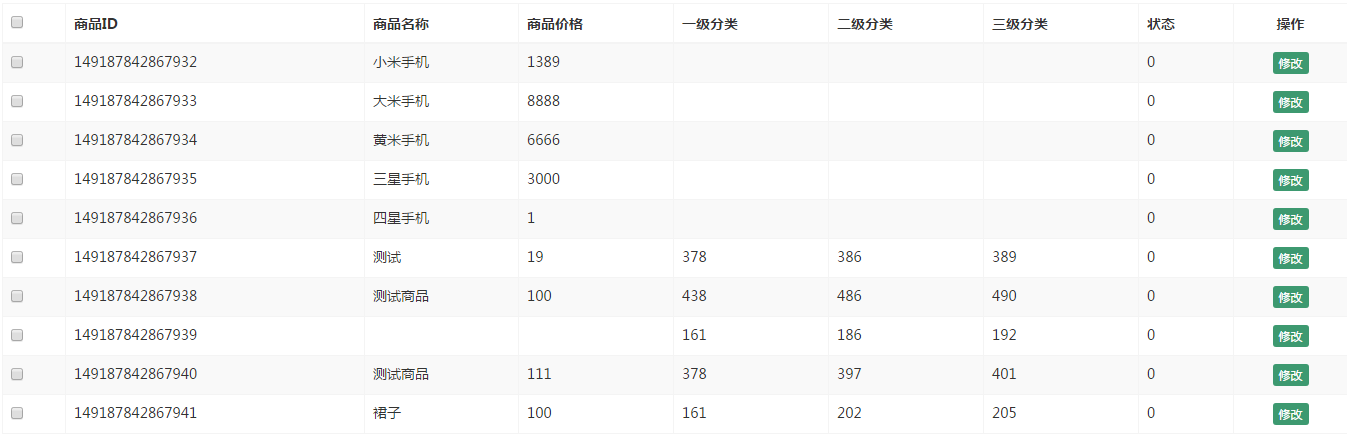 商品ID 商品名称 商品价格 一级分类 二级分类 三级分类 状态 操作
149187842867932 小米手机 1389 0 修改
149187842867933 大米手机 8888 0 修改
149187842867934 黄米手机 6666 0 修改
149187842867935 三星手机 3000 0 修改
149187842867936 四星手机 1 0 修改
149187842867937 测试 19 378 386 389 0 修改
149187842867938 测试商品 100 438 486 490 0 修改
149187842867939 161 186 192 0 修改
149187842867940 测试商品 111 378 397 401 0 修改
149187842867941 裙子 100 161 202 205 0 修改